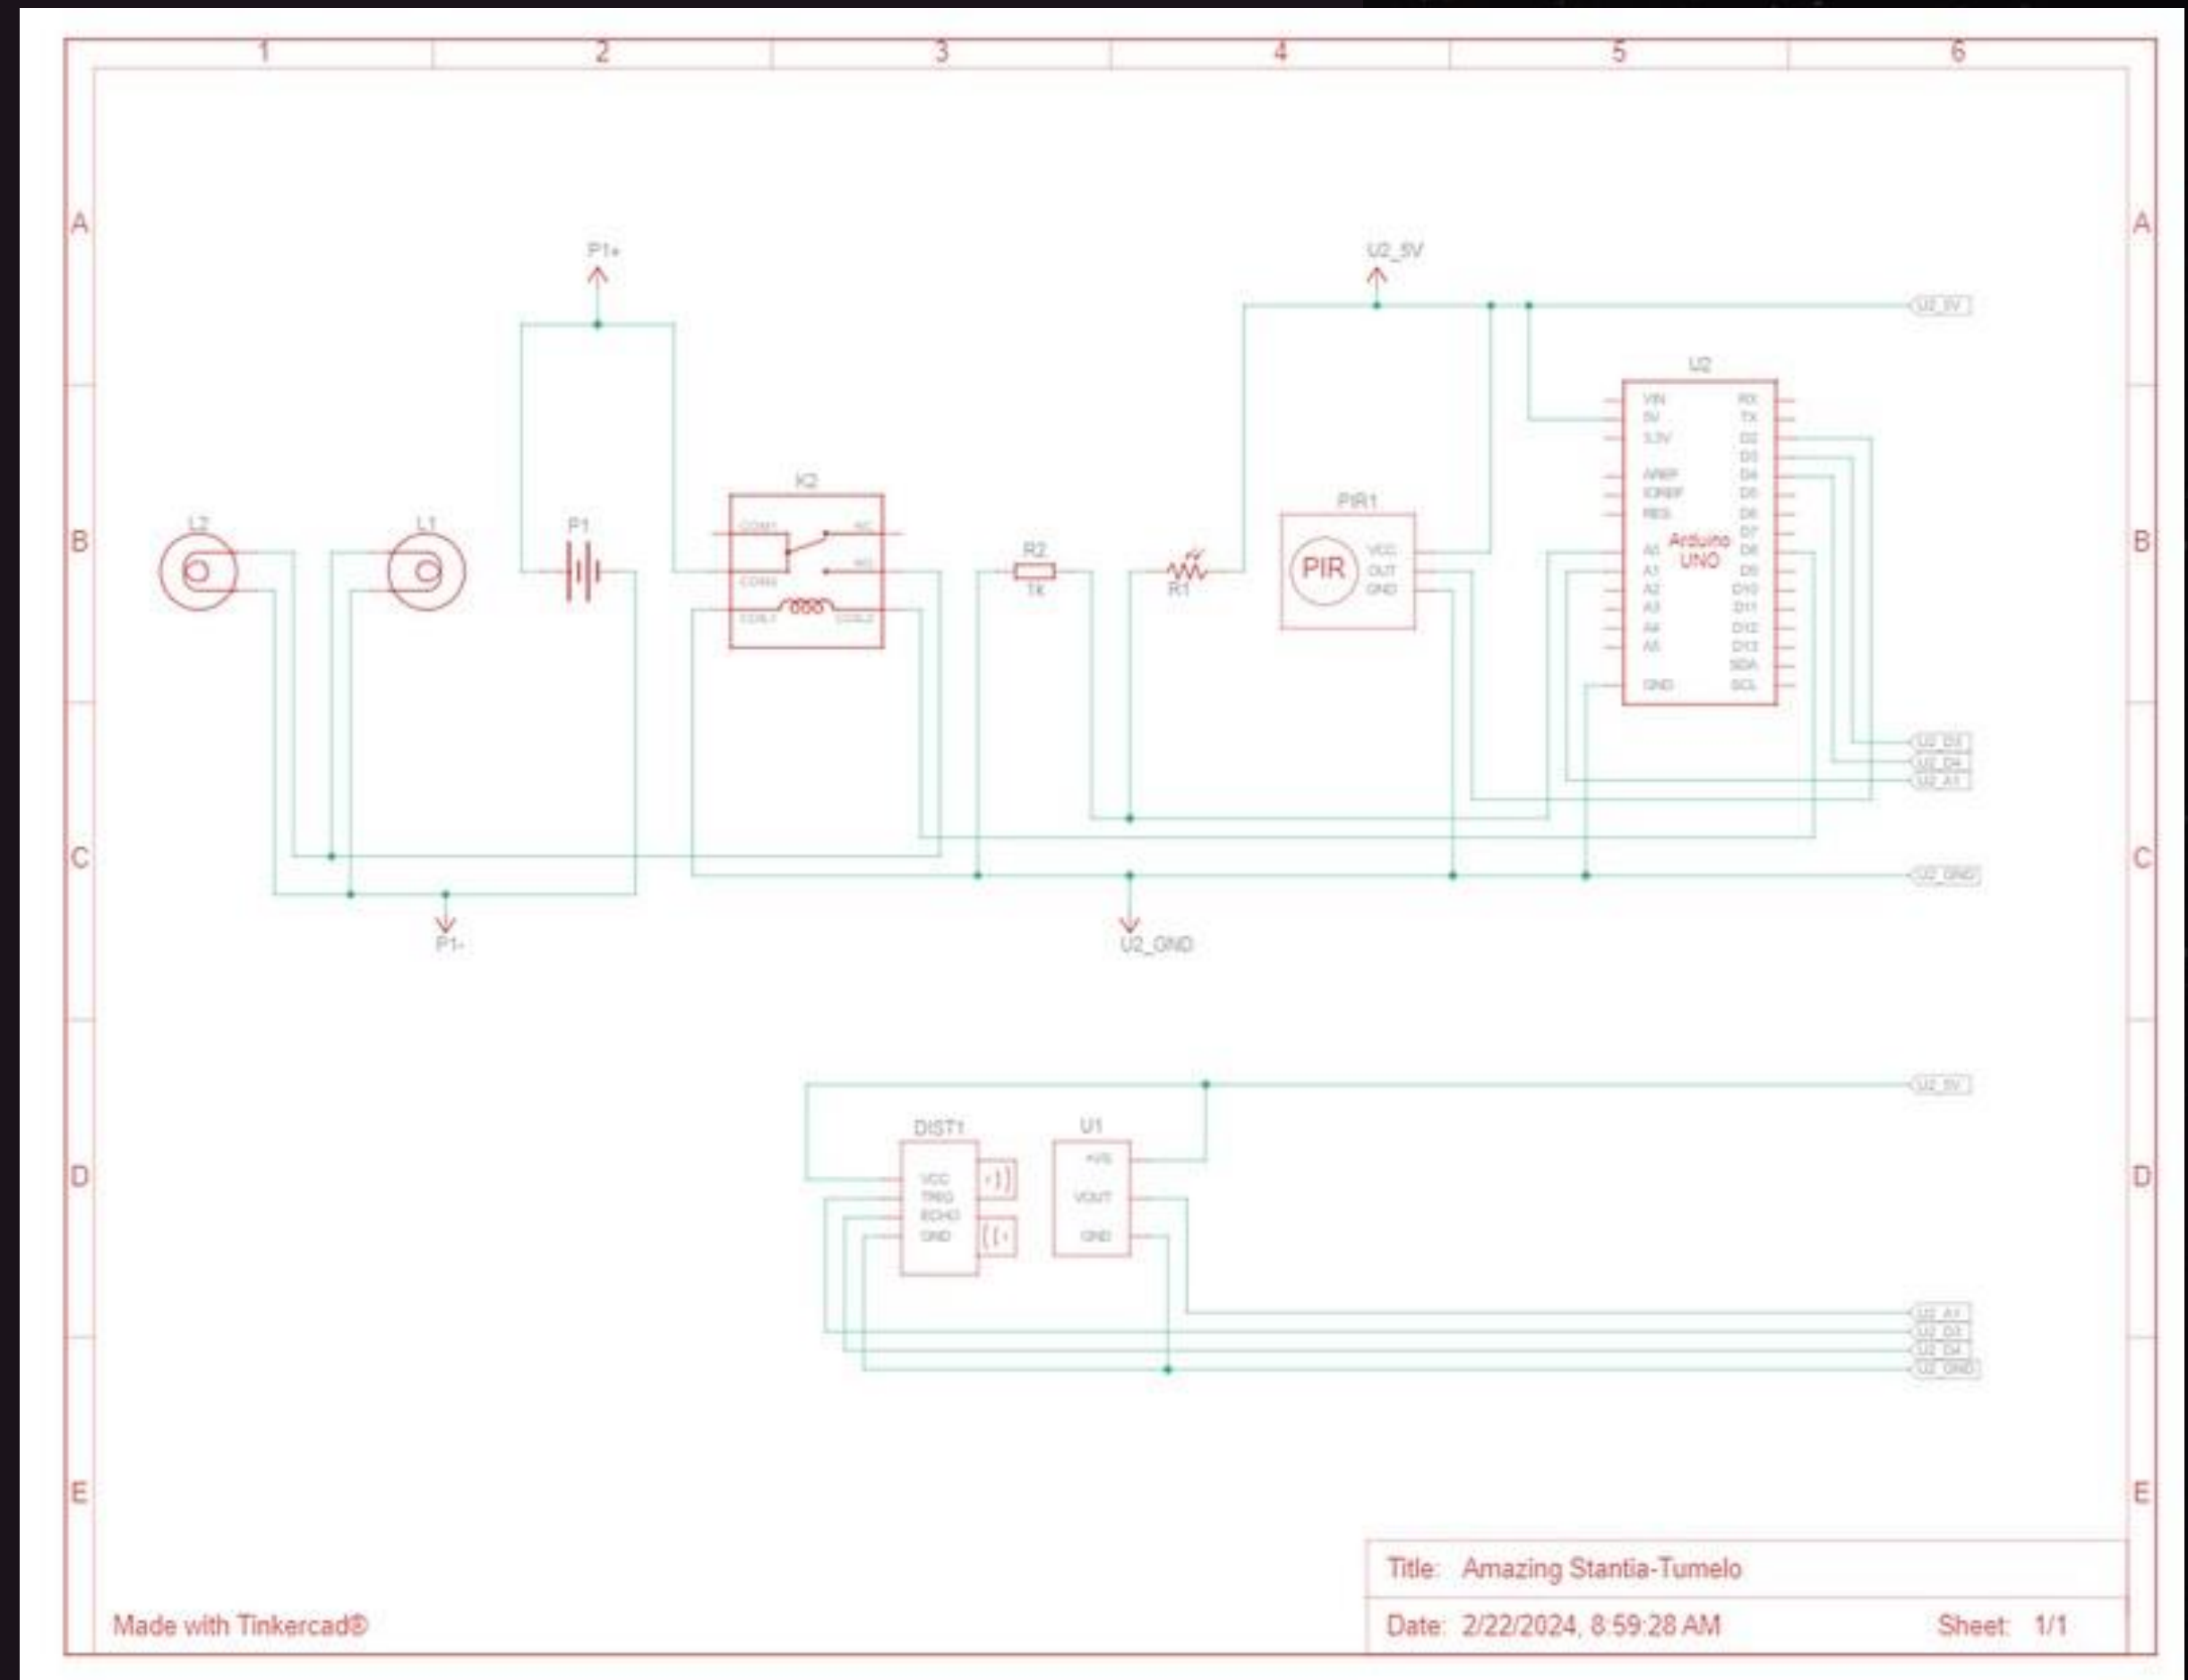 1 2 3 4 5 6
A A
P1+ U2_5V
U2_5V
U2
VIN RX
5V TX
3.3V D2
D3
AREF D4
IOREF D5
RES D6
D7
A0 D8
A1 D9
A2 D10
A3 D11
A4 D12
A5 D13
SDA
GND SCL
Arduino
UNO
K2
COM1 NC
COM2 NO
COIL1 COIL2
PIR1
PIR
VCC
OUT
GND
B B
L2 L1 P1
R2
1k
R1
U2_D3
U2_D4
U2_A1
C C
U2_GND
P1- U2_GND
U2_5V
DIST1 U1
VCC
TRIG
ECHO
GND
+VS
VOUT
GND
D D
U2_A1
U2_D3
U2_D4
U2_GND
E E
Title: Amazing Stantia-Tumelo
Made with Tinkercad®
Date: 2/22/2024, 8:59:28 AM Sheet: 1/1